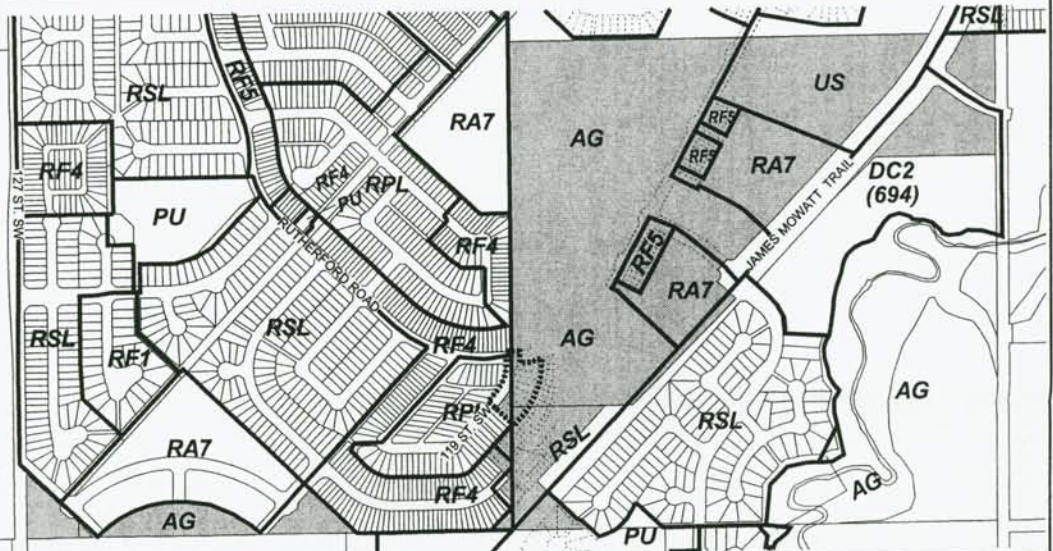 RSL
RF5
RSL
US
AG
RF5
RA7
RF5
RA7
RF4
127 ST. SW
RF4
PU
RPL
DC2
(694)
JAMES MOWATT TRAIL
PU
RUTHERFORD ROAD
RF4
RF5
RA7
RSL
RF1
RSL
RF4
AG
AG
RPL
119 ST SW
RSL
RSL
RA7
RF4
AG
AG
PU